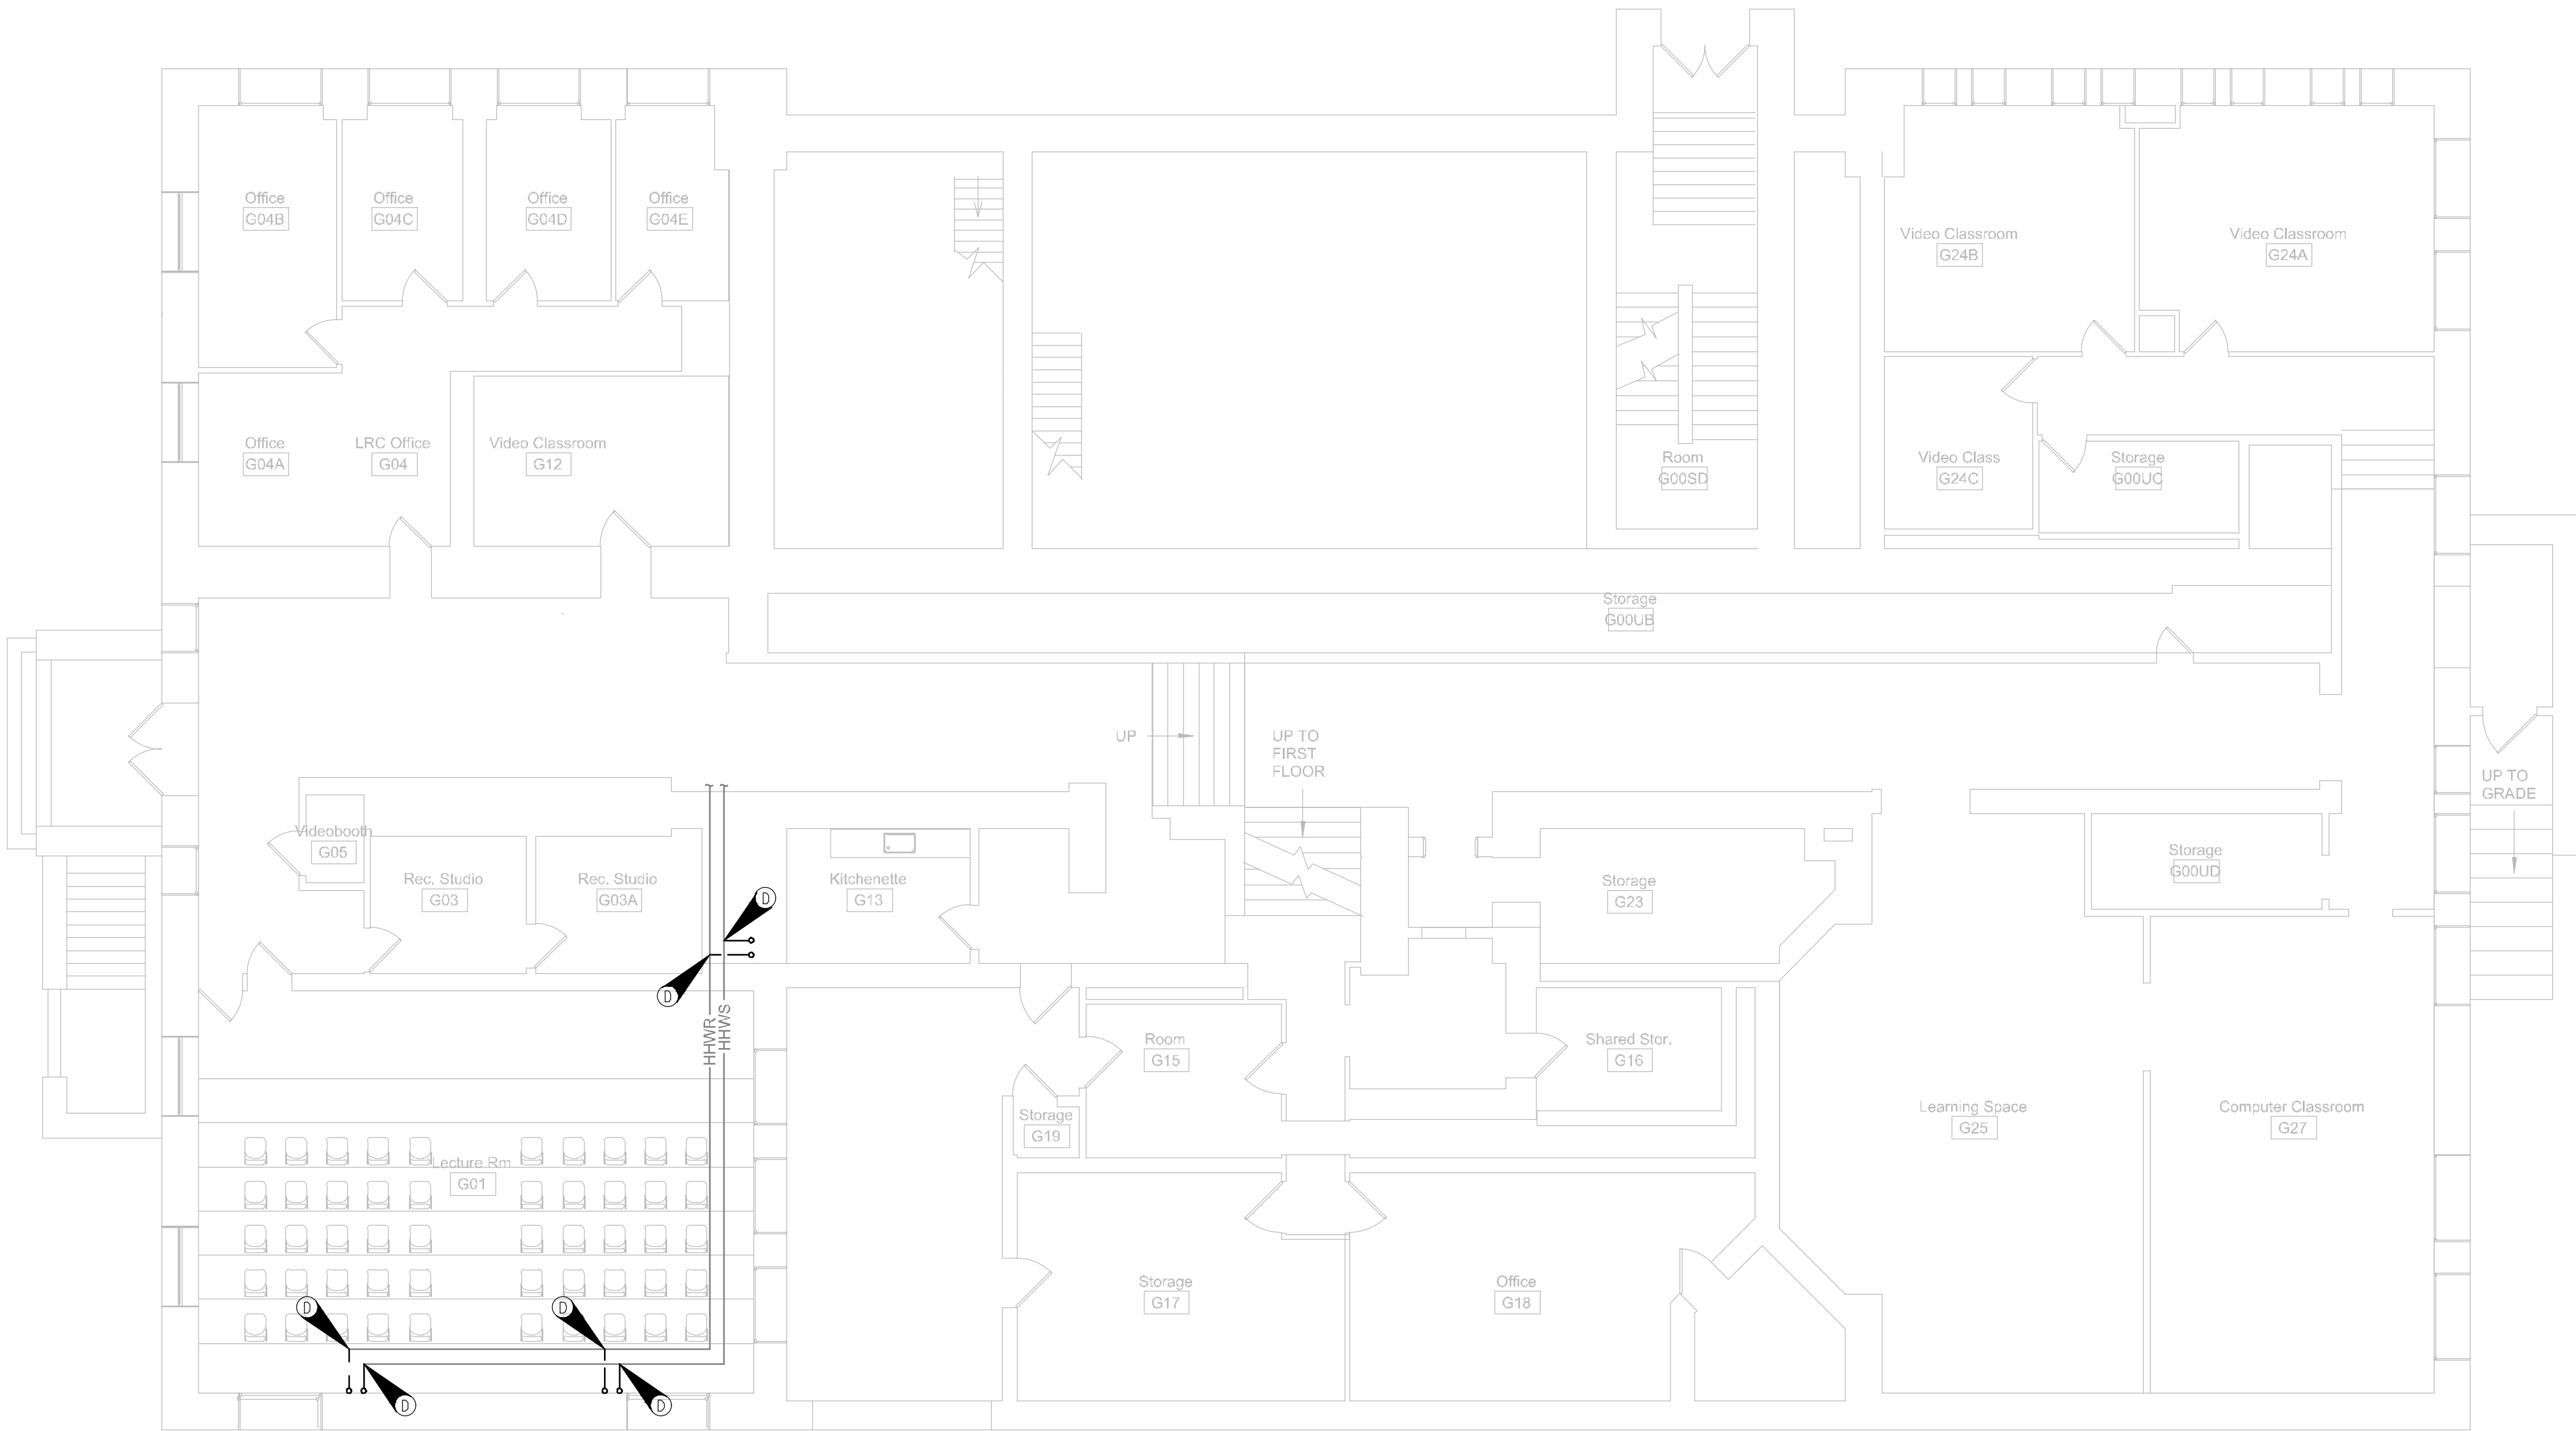 Office
G04B
Office
G04C
Office
G04D
Office
G04E
Video Classroom
G24B
Video Classroom
G24A
Office
G04A
LRC Office
G04
Video Classroom
G12
Room
G00SD
Video Class
G24C
Storage
G00UC
Storage
G00UB
UP
UP TO
FIRST
FLOOR
UP TO
GRADE
Videobooth
G05
Rec. Studio
G03
Rec. Studio
G03A
Kitchenette
G13
Storage
G23
Storage
G00UD
D
D
HHWR
HHWS
Room
G15
Shared Stor.
G16
Storage
G19
Learning Space
G25
Computer Classroom
G27
Lecture Rm
G01
Storage
G17
Office
G18
D
D
D
D